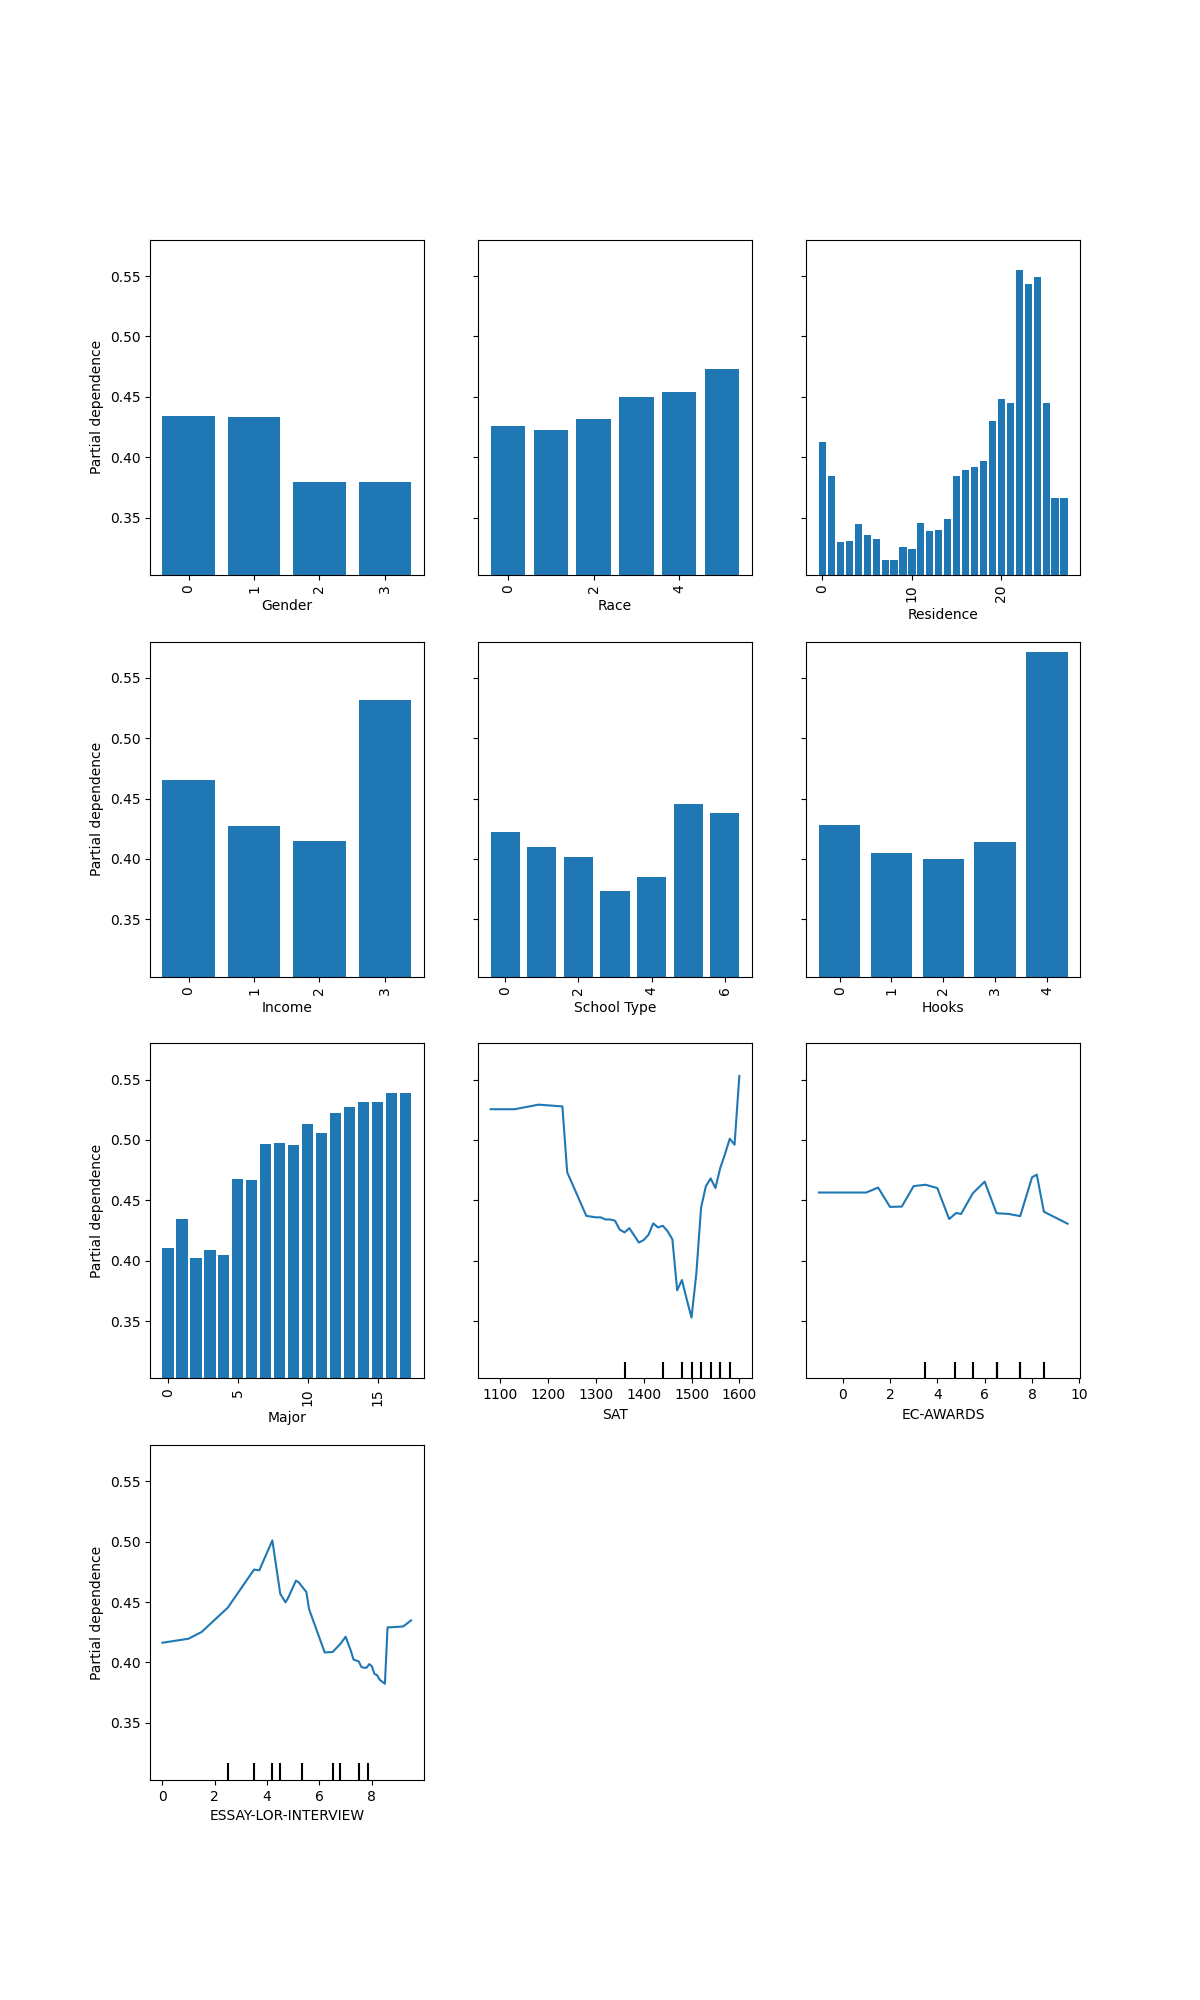 0.55
0.50
0.45
0.40
0.35
Partial dependence
0 1 2 3
Gender
0 2 4
Race
0 10 20
Residence
0.55
0.50
0.45
0.40
0.35
Partial dependence
0 1 2 3
Income
0 2 4 6
School Type
0 1 2 3 4
Hooks
0.55
0.50
0.45
0.40
0.35
Partial dependence
0 5 10 15
Major
1100 1200 1300 1400 1500 1600
SAT
0 2 4 6 8 10
EC-AWARDS
0.55
0.50
0.45
0.40
0.35
Partial dependence
0 2 4 6 8
ESSAY-LOR-INTERVIEW